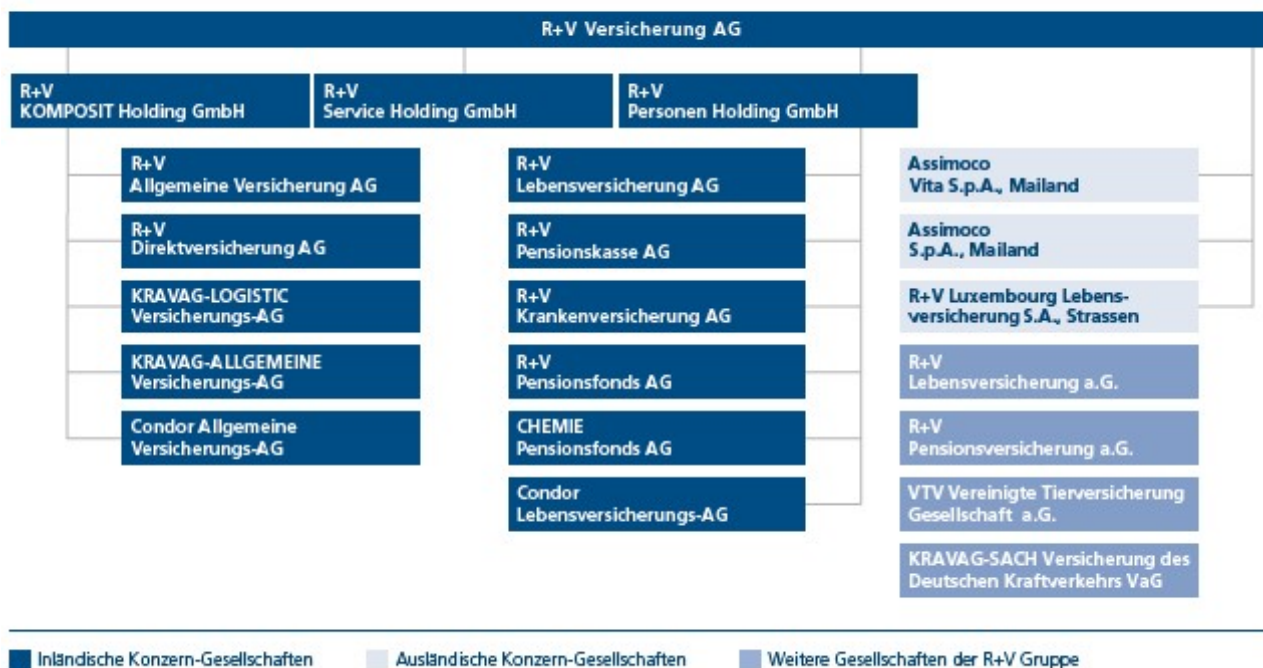 R+V Versicherung AG
R+V
KOMPOSIT Holding GmbH
R+V
Service Holding GmbH
R+V
Personen Holding GmbH
R+V
Allgemeine Versicherung AG
R+V
Direktversicherung AG
KRAVAG-LOGISTIC
Versicherungs-AG
KRAVAG-ALLGEMEINE
Versicherungs-AG
Condor Allgemeine
Versicherungs-AG
R+V
Lebensversicherung AG
R+V
Pensionskasse AG
R+V
Krankenversicherung AG
R+V
Pensionsfonds AG
CHEMIE
Pensionsfonds AG
Condor
Lebensversicherungs-AG
Assimoco
Vita S.p.A., Mailand
Assimoco
S.p.A., Mailand
R+V Luxembourg Lebens-
versicherung S.A., Strassen
R+V
Lebensversicherung a.G.
R+V
Pensionsversicherung a.G.
VTV Vereinigte Tierversicherung
Gesellschaft a.G.
KRAVAG-SACH Versicherung des
Deutschen Kraftverkehrs VaG
Inländische Konzern-Gesellschaften
Ausländische Konzern-Gesellschaften
Weitere Gesellschaften der R+V Gruppe